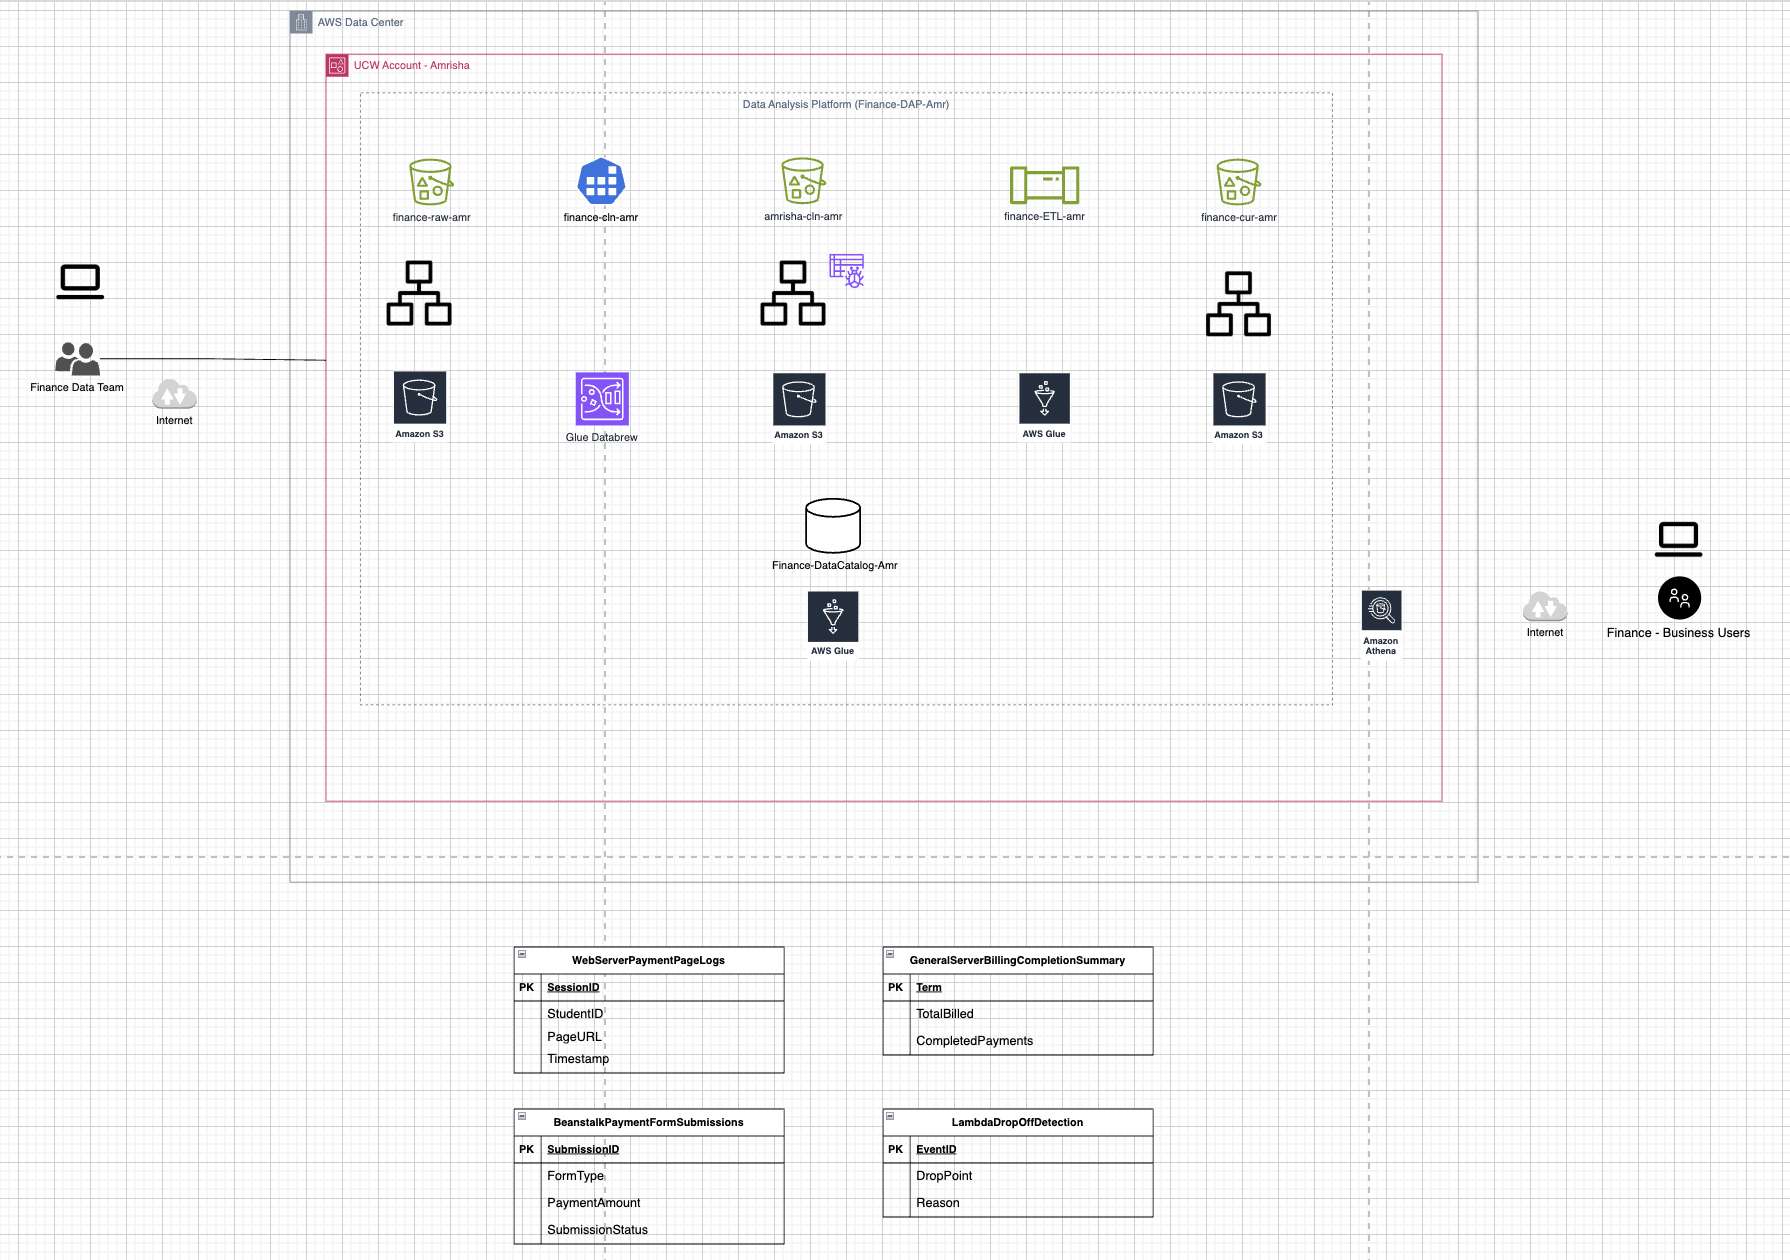 AWS Data Center
UCW Account - Amrisha
Data Analysis Platform (Finance-DAP-Amr)
finance-raw-amr
finance-cln-amr
amrisha-cln-amr
finance-ETL-amr
finance-cur-amr
Finance Data Team
Internet
Amazon S3
Glue Databrew
Amazon S3
AWS Glue
Amazon S3
Finance-DataCatalog-Amr
AWS Glue
Amazon
Athena
Internet
Finance - Business Users
WebServerPaymentPageLogs
PK SessionID
StudentID
PageURL
Timestamp
GeneralServerBillingCompletionSummary
PK Term
TotalBilled
CompletedPayments
BeanstalkPaymentFormSubmissions
PK SubmissionID
FormType
PaymentAmount
SubmissionStatus
LambdaDropOffDetection
PK EventID
DropPoint
Reason